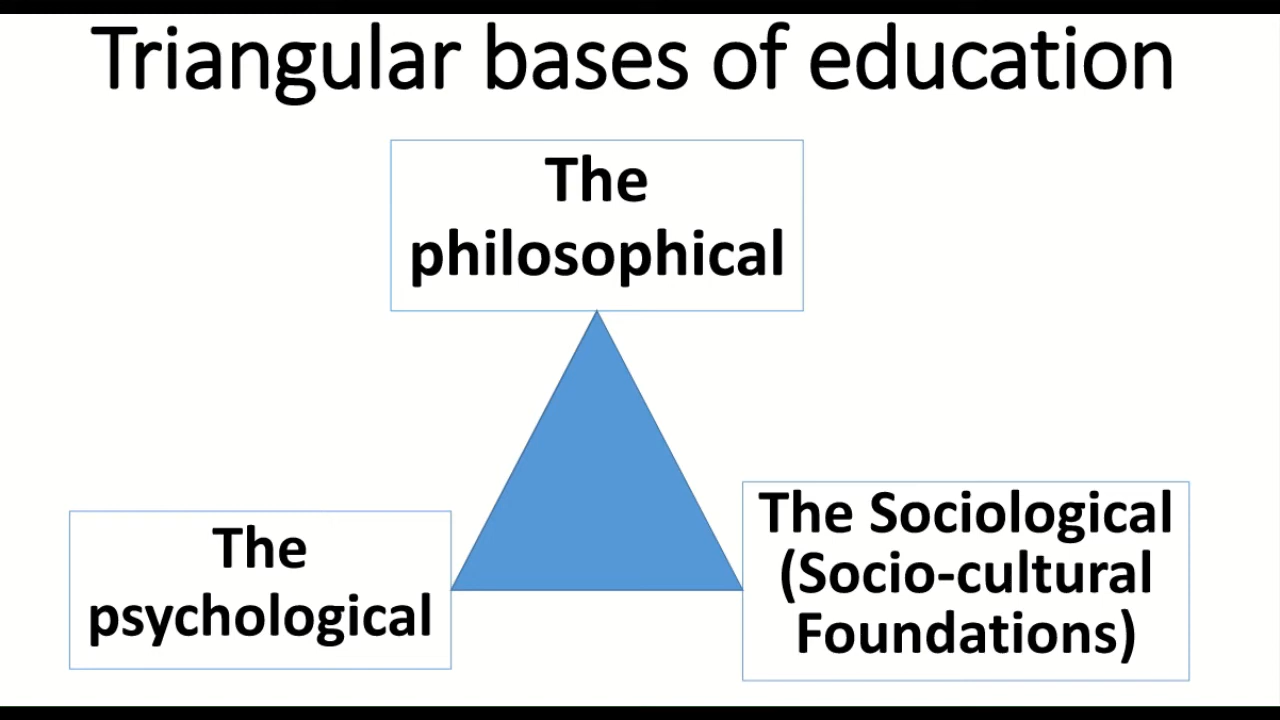 Triangular bases of education
The
philosophical
The
psychological
The Sociological
(Socio-cultural
Foundations)